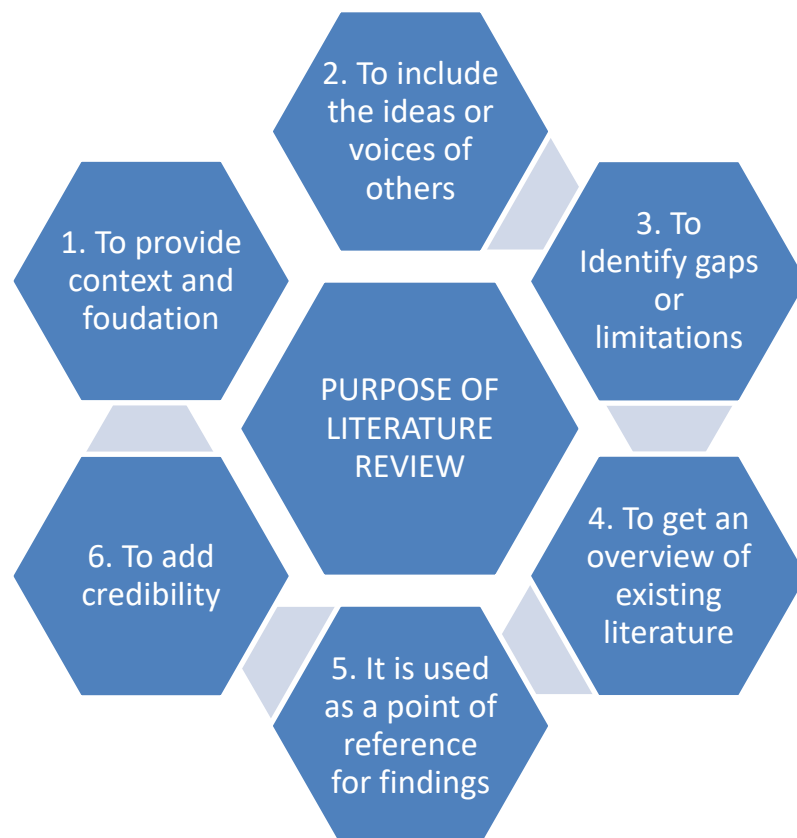 1. To provide
context and
foudation
2. To include
the ideas or
voices of
others
3. To
Identify gaps
or
limitations
PURPOSE OF
LITERATURE
REVIEW
4. To get an
overview of
existing
literature
5. It is used
as a point of
reference
for findings
6. To add
credibility